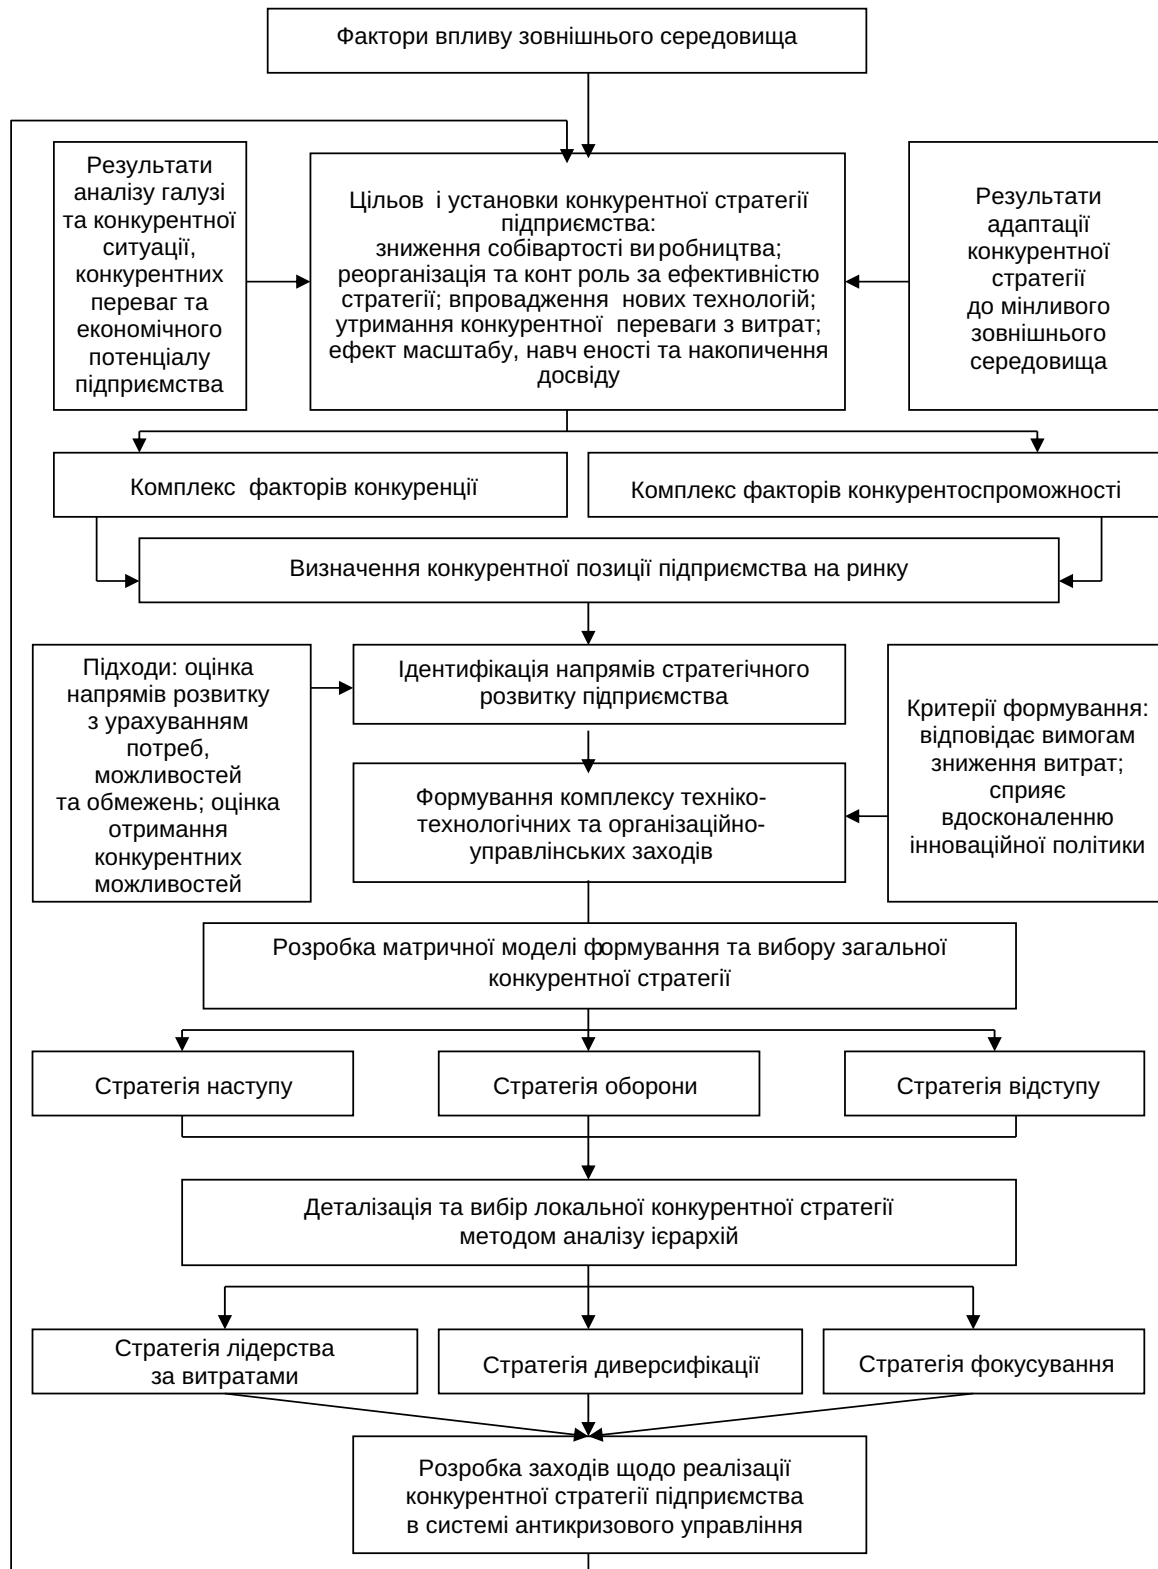 Фактори впливу зовнішнього середовища
Результати
аналізу галузі
та конкурентної
ситуації,
конкурентних
переваг та
економічного
потенціалу
підприємства
Цільов і установки конкурентної стратегії
підприємства:
зниження собівартості ви робництва;
реорганізація та конт роль за ефективністю
стратегії; впровадження нових технологій;
утримання конкурентної переваги з витрат;
ефект масштабу, навч еності та накопичення
досвіду
Результати
адаптації
конкурентної
стратегії
до мінливого
зовнішнього
середовища
Комплекс факторів конкуренції
Комплекс факторів конкурентоспроможності
Визначення конкурентної позиції підприємства на ринку
Підходи: оцінка
напрямів розвитку
з урахуванням
потреб,
можливостей
та обмежень; оцінка
отримання
конкурентних
можливостей
Ідентифікація напрямів стратегічного
розвитку підприємства
Формування комплексу техніко-
технологічних та організаційно-
управлінських заходів
Критерії формування:
відповідає вимогам
зниження витрат;
сприяє
вдосконаленню
інноваційної політики
Розробка матричної моделі формування та вибору загальної
конкурентної стратегії
Стратегія наступу
Стратегія оборони
Стратегія відступу
Деталізація та вибір локальної конкурентної стратегії
методом аналізу ієрархій
Стратегія лідерства
за витратами
Стратегія диверсифікації
Стратегія фокусування
Розробка заходів щодо реалізації
конкурентної стратегії підприємства
в системі антикризового управління